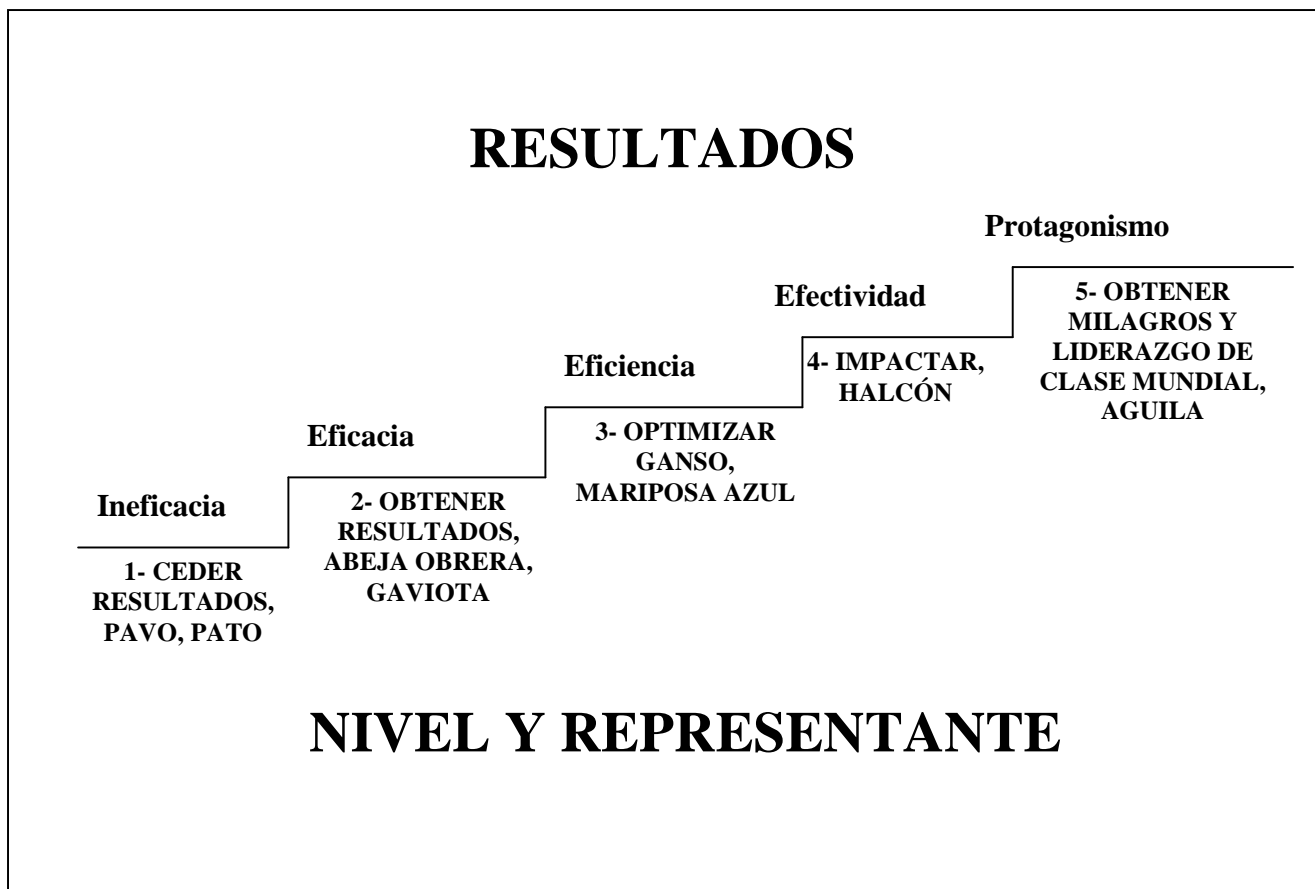 RESULTADOS
Protagonismo
5- OBTENER
MILAGROS Y
LIDERAZGO DE
CLASE MUNDIAL,
AGUILA
Efectividad
4- IMPACTAR,
HALCÓN
Eficiencia
3- OPTIMIZAR
GANSO,
MARIPOSA AZUL
Eficacia
2- OBTENER
RESULTADOS,
ABEJA OBRERA,
GAVIOTA
Ineficacia
1- CEDER
RESULTADOS,
PAVO, PATO
NIVEL Y REPRESENTANTE